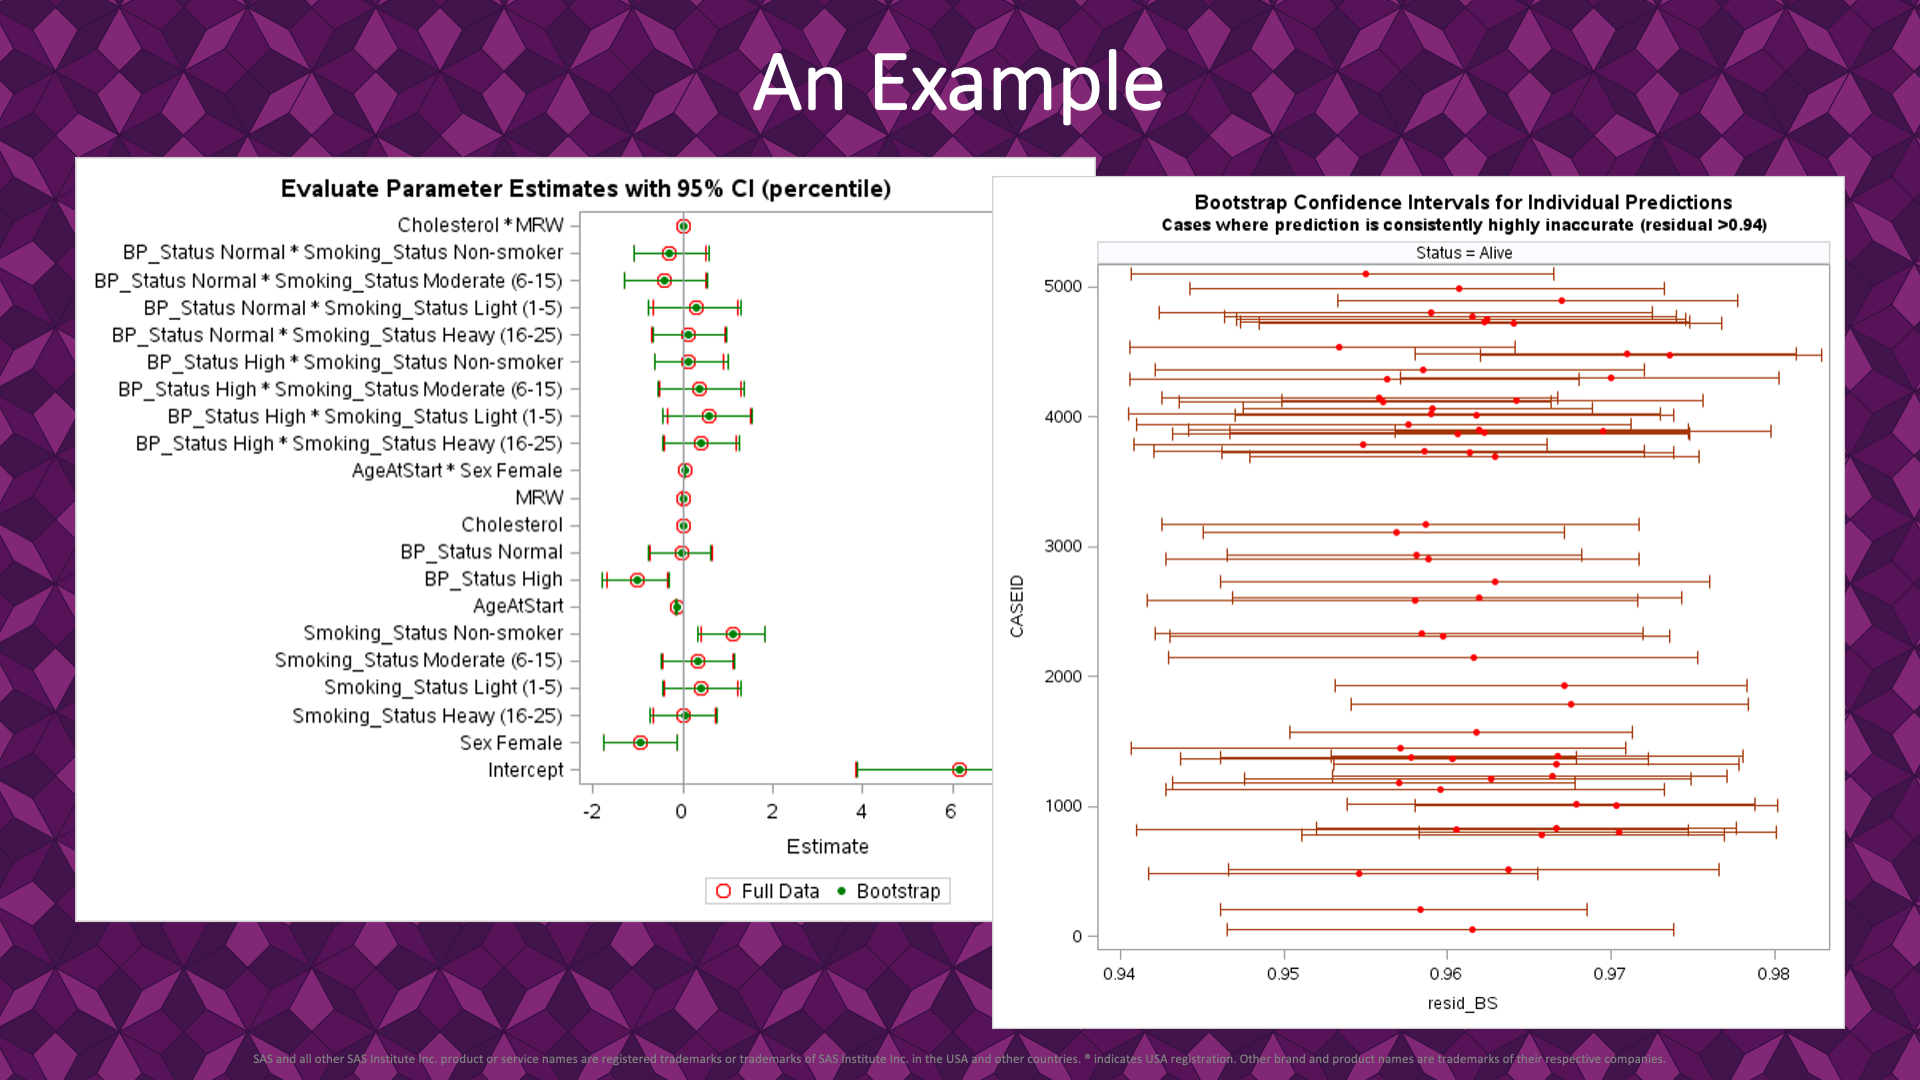 An Example
Evaluate Parameter Estimates with 95% CI (percentile)
Cholesterol * MRW
BP_Status Normal * Smoking_Status Non-smoker
BP_Status Normal * Smoking_Status Moderate (6-15)
BP_Status Normal * Smoking_Status Light (1-5)
BP_Status Normal * Smoking_Status Heavy (16-25)
BP_Status High * Smoking_Status Non-smoker
BP_Status High * Smoking_Status Moderate (6-15)
BP_Status High * Smoking_Status Light (1-5)
BP_Status High * Smoking_Status Heavy (16-25)
AgeAtStart * Sex Female
MRW
Cholesterol
BP_Status Normal
BP_Status High
AgeAtStart
Smoking_Status Non-smoker
Smoking_Status Moderate (6-15)
Smoking_Status Light (1-5)
Smoking_Status Heavy (16-25)
Sex Female
Intercept
-2 0 2 4 6
Estimate
Full Data Bootstrap
Bootstrap Confidence Intervals for Individual Predictions
Cases where prediction is consistently highly inaccurate (residual >0.94)
Status = Alive
5000
4000
3000
2000
1000
0
CASEID
0.94 0.95 0.96 0.97 0.98
resid_BS
SAS and all other SAS Institute Inc. product or service names are registered trademarks or trademarks of SAS Institute Inc. in the USA and other countries. ® indicates USA registration. Other brand and product names are trademarks of their respective companies.